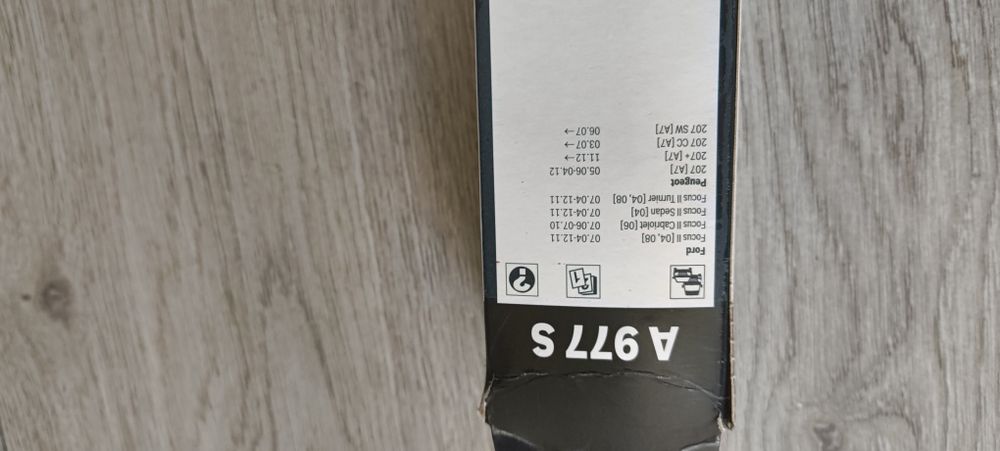 A 977 S
Ford
Focus II [04, 08] 07.04-12.11
Focus II Cabriolet [06] 07.06-07.10
Focus II Sedan [04] 07.04-12.11
Focus II Turnier [04, 08] 07.04-12.11
Peugeot
207 [A7] 05.06-04.12
207+ [A7] 11.12→
207 CC [A7] 03.07→
207 SW [A7] 06.07→